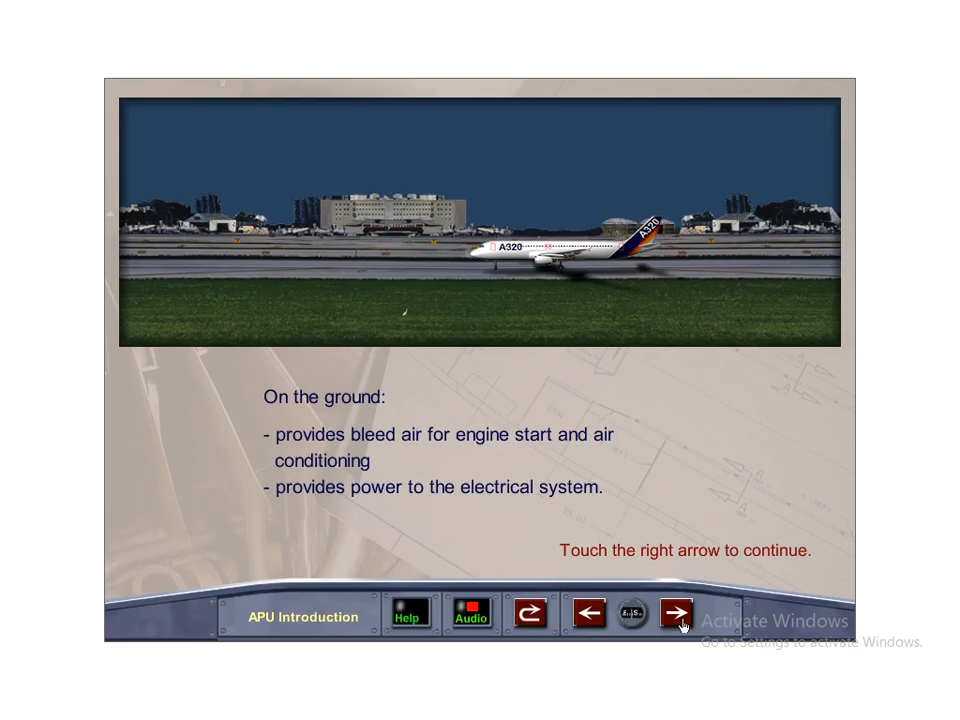 A320
A320
On the ground:
- provides bleed air for engine start and air
conditioning
- provides power to the electrical system.
Touch the right arrow to continue.
APU Introduction
Help
Audio
Activate Windows
Go to Settings to activate Windows.